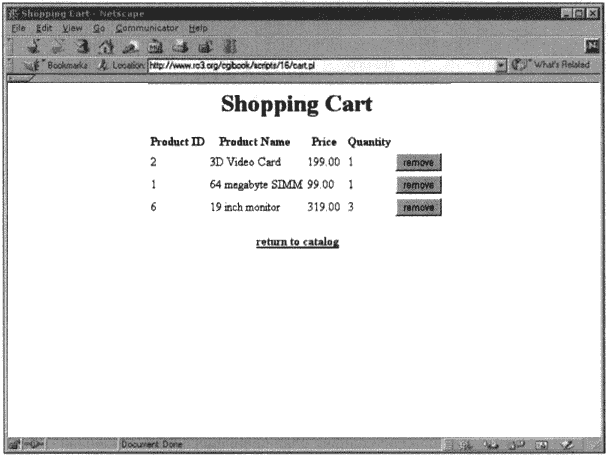 Shopping Cart - Netscape
File Edit View Go Communicator Help
Bookmarks Location: http://www.rc3.org/cgibook/scripts/16/cart.pl What's Related
Shopping Cart
Product ID Product Name Price Quantity
2 3D Video Card 199.00 1 remove
1 64 megabyte SIMM 99.00 1 remove
6 19 inch monitor 319.00 3 remove
return to catalog
Document: Done